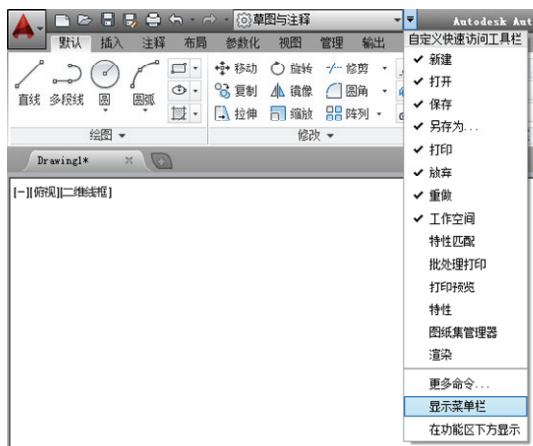 草图与注释
Autodesk Aut
默认 插入 注释 布局 参数化 视图 管理 输出
直线 多段线 圆 圆弧
移动 旋转 修剪
复制 镜像 圆角
拉伸 缩放 阵列
绘图 修改
Drawing1*
[-][俯视][二维线框]
自定义快速访问工具栏
新建
打开
保存
另存为...
打印
放弃
重做
工作空间
特性匹配
批处理打印
打印预览
特性
图纸集管理器
渲染
更多命令...
显示菜单栏
在功能区下方显示